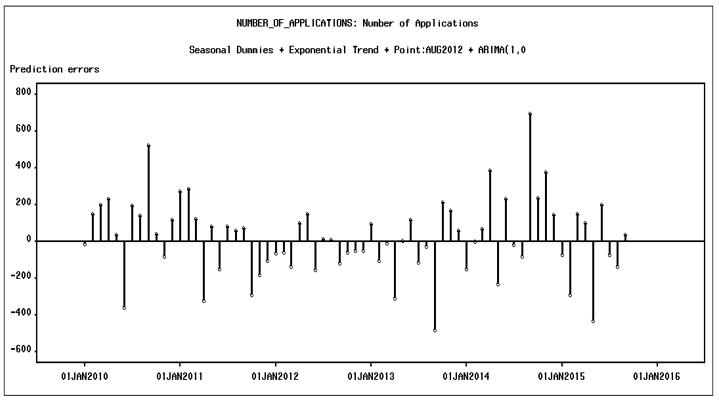 NUMBER_OF_APPLICATIONS: Number of Applications
Seasonal Dummies + Exponential Trend + Point:AUG2012 + ARIMA(1,0
Prediction errors
800
600
400
200
0
-200
-400
-600
01JAN2010 01JAN2011 01JAN2012 01JAN2013 01JAN2014 01JAN2015 01JAN2016